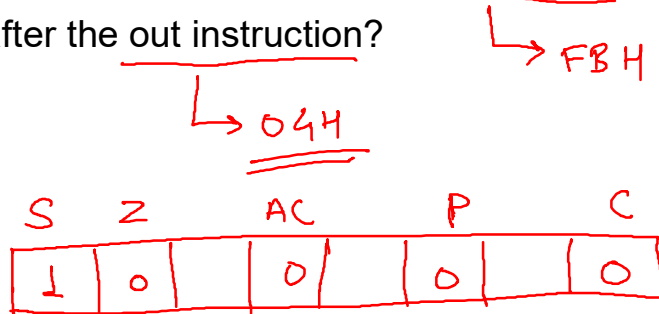 fter the out instruction?
FBH
04H
S Z AC P C
1 0 0 0 0